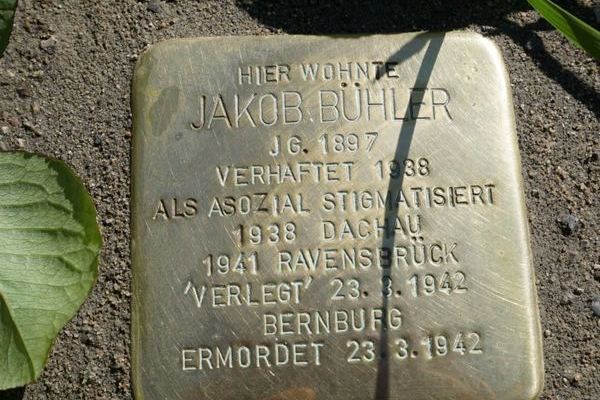 HIER WOHNTE
JAKOB BÜHLER
JG. 1897
VERHAFTET 1938
ALS ASOZIAL STIGMATISIERT
1938 DACHAU
1941 RAVENSBRÜCK
'VERLEGT' 23.3.1942
BERNBURG
ERMORDET 23.3.1942